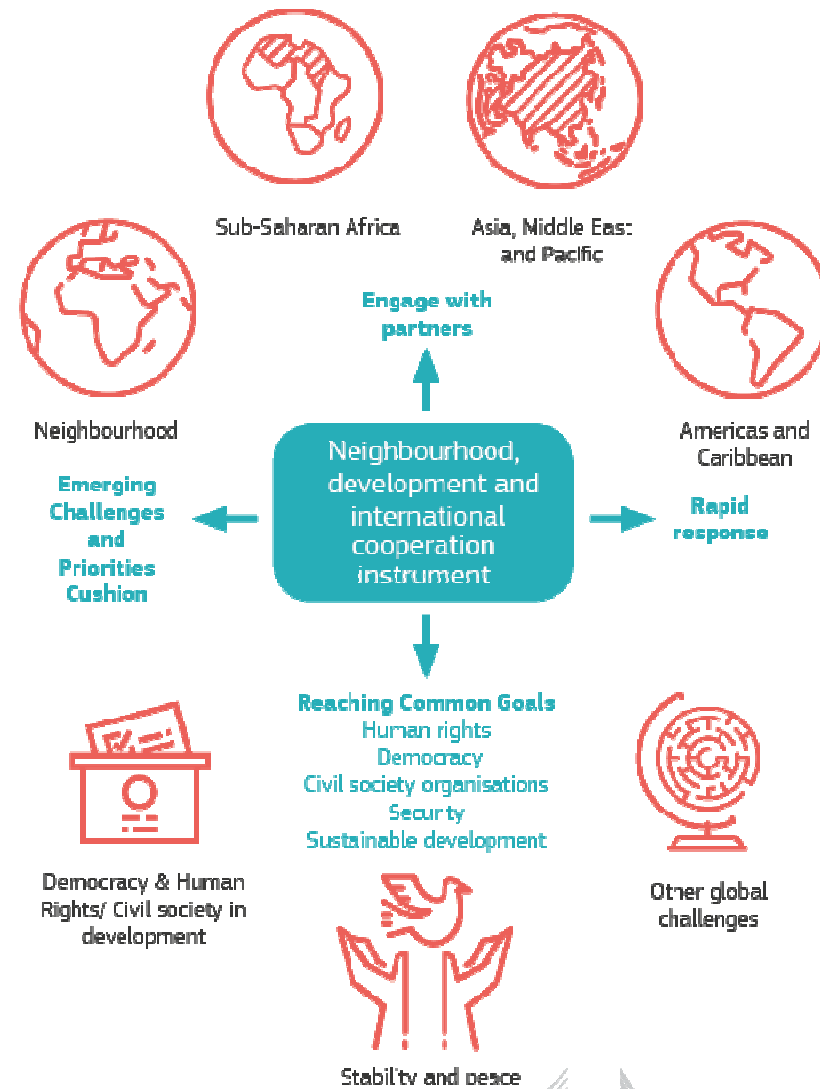 Sub-Saharan Africa
Asia, Middle East
and Pacific
Engage with
partners
Neighbourhood
Americas and
Caribbean
Emerging
Challenges
and
Priorities
Cushion
Neighbourhood,
development and
international
cooperation
instrument
Rapid
response
Reaching Common Goals
Human rights
Democracy
Civil society organisations
Security
Sustainable development
Democracy & Human
Rights/ Civil society in
development
Other global
challenges
Stability and peace